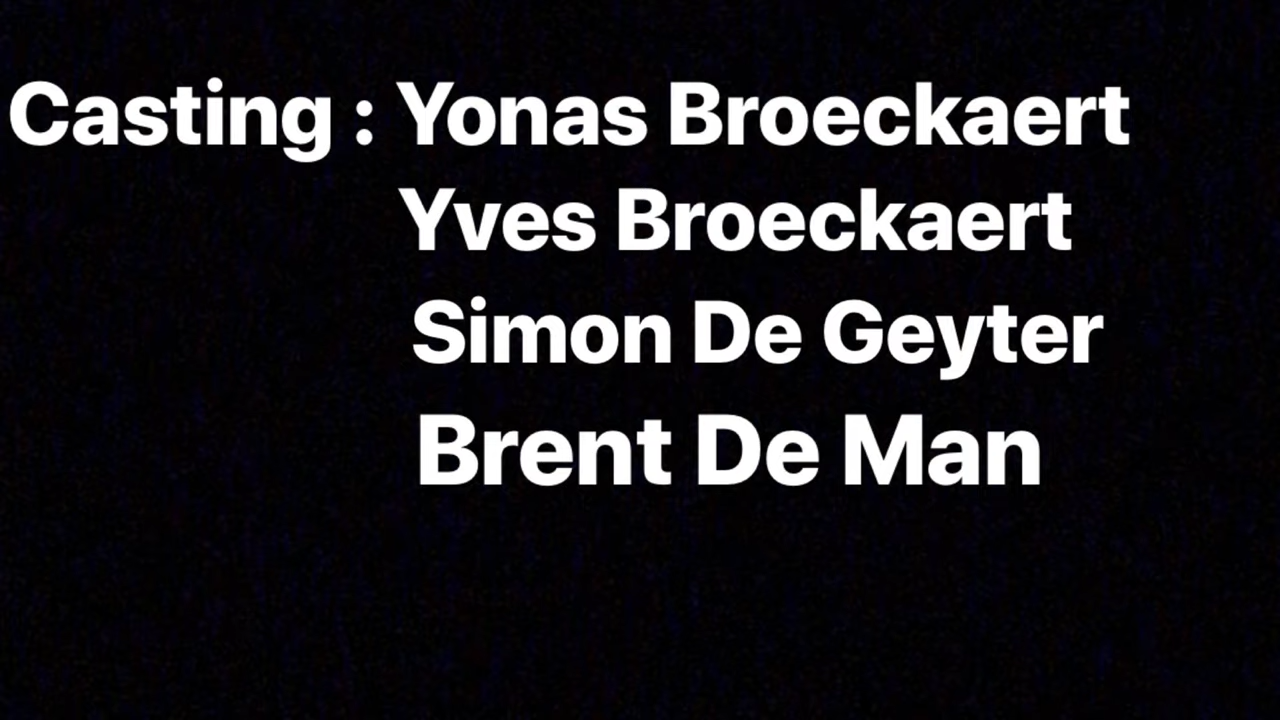 Casting : Yonas Broeckaert
Yves Broeckaert
Simon De Geyter
Brent De Man